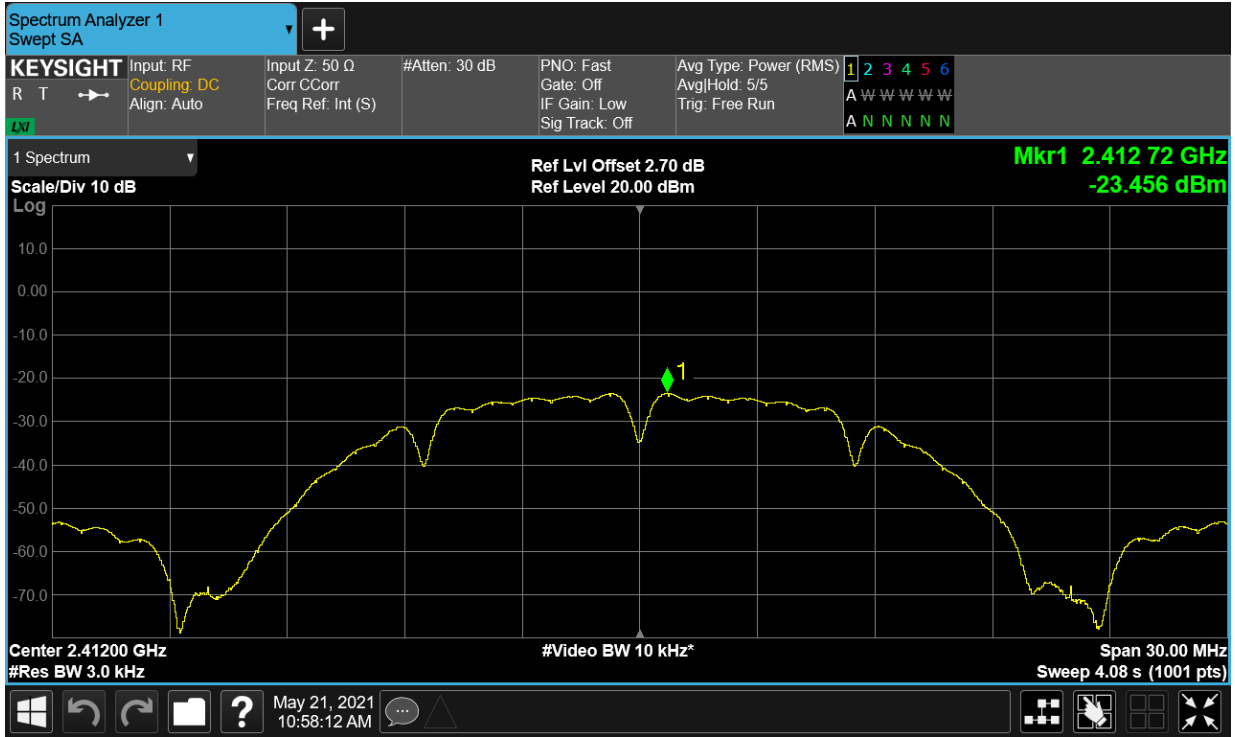 Spectrum Analyzer 1
Swept SA
+
KEYSIGHT
R T
LXI
Input: RF
Coupling: DC
Align: Auto
Input Z: 50 Ω
Corr CCorr
Freq Ref: Int (S)
#Atten: 30 dB
PNO: Fast
Gate: Off
IF Gain: Low
Sig Track: Off
Avg Type: Power (RMS)
Avg|Hold: 5/5
Trig: Free Run
1 2 3 4 5 6
A W W W W W
A N N N N N
1 Spectrum
Scale/Div 10 dB
Log
Ref Lvl Offset 2.70 dB
Ref Level 20.00 dBm
Mkr1 2.412 72 GHz
-23.456 dBm
10.0
0.00
-10.0
-20.0
-30.0
-40.0
-50.0
-60.0
-70.0
1
Center 2.41200 GHz
#Res BW 3.0 kHz
#Video BW 10 kHz*
Span 30.00 MHz
Sweep 4.08 s (1001 pts)
?
May 21, 2021
10:58:12 AM